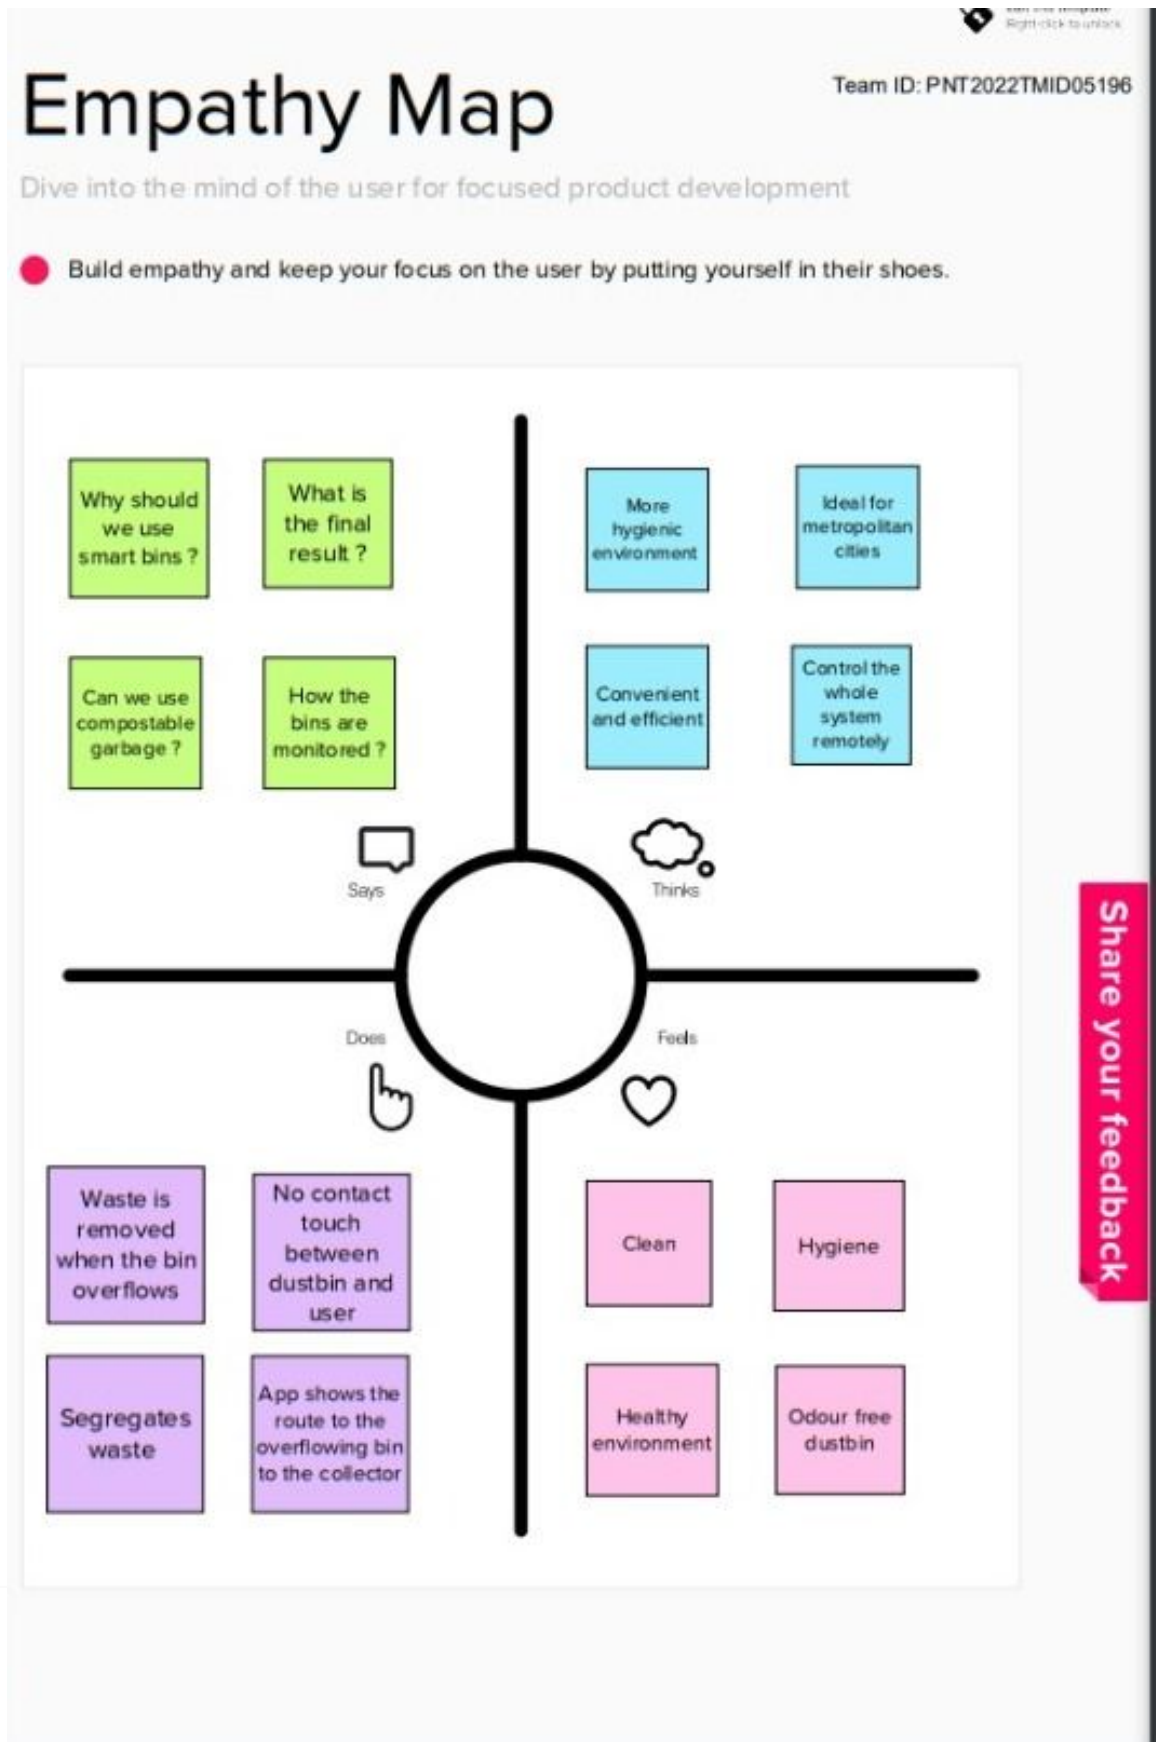 Right-click to unlock
Empathy Map
Team ID: PNT2022TMID05196
Dive into the mind of the user for focused product development
Build empathy and keep your focus on the user by putting yourself in their shoes.
Why should
we use
smart bins ?
What is
the final
result ?
Can we use
compostable
garbage ?
How the
bins are
monitored ?
Says
More
hygienic
environment
Ideal for
metropolitan
cities
Convenient
and efficient
Control the
whole
system
remotely
Thinks
Does
Waste is
removed
when the bin
overflows
No contact
touch
between
dustbin and
user
Segregates
waste
App shows the
route to the
overflowing bin
to the collector
Feels
Clean
Hygiene
Healthy
environment
Odour free
dustbin
Share your feedback